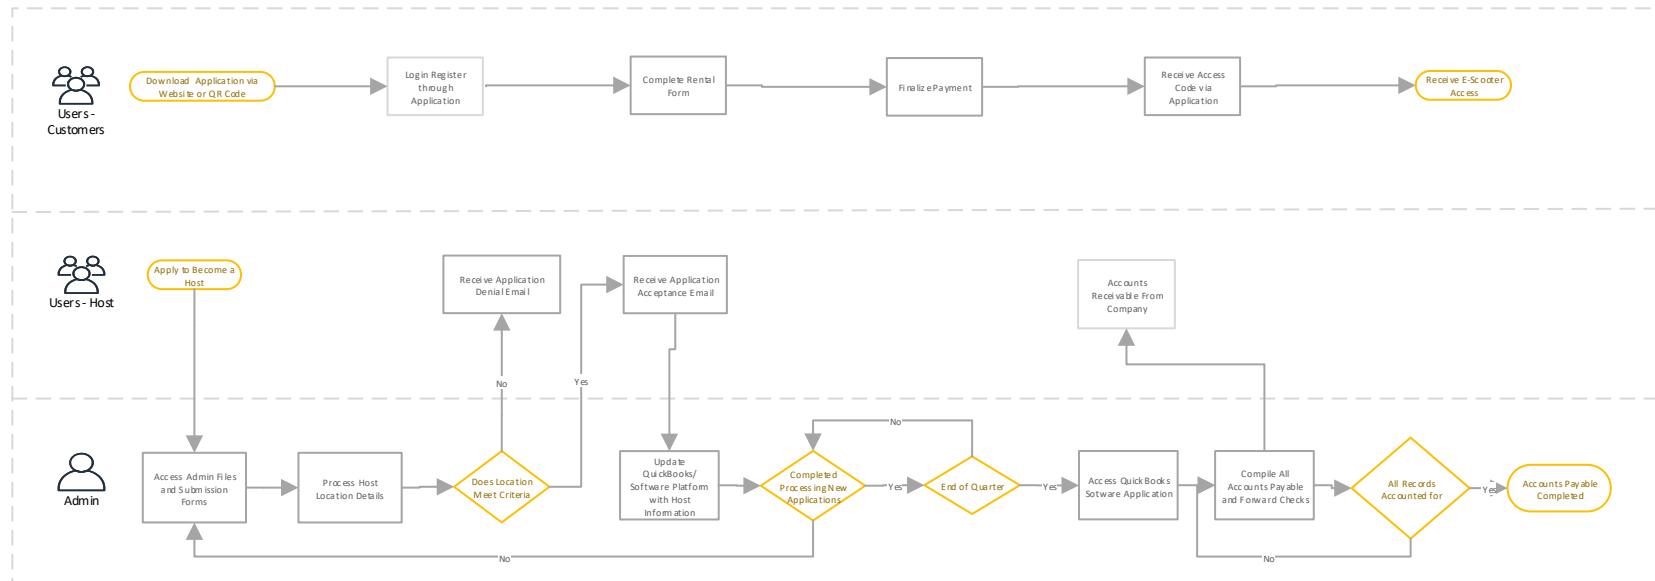 Users -
Customers
Download Application via
Website or QR Code
Login Register
through
Application
Complete Rental
Form
Finalize Payment
Receive Access
Code via
Application
Receive E-Scooter
Access
Users - Host
Apply to Become a
Host
Receive Application
Denial Email
Receive Application
Acceptance Email
Accounts
Receivable From
Company
No
Yes
Admin
Access Admin Files
and Submission
Forms
Process Host
Location Details
Does Location
Meet Criteria
Update
QuickBooks/
Software Platform
with Host
Information
Completed
Processing New
Applications
No
Yes
End of Quarter
Yes
Access QuickBooks
Sotware Application
Compile All
Accounts Payable
and Forward Checks
All Records
Accounted for
Yes
Accounts Payable
Completed
No
No